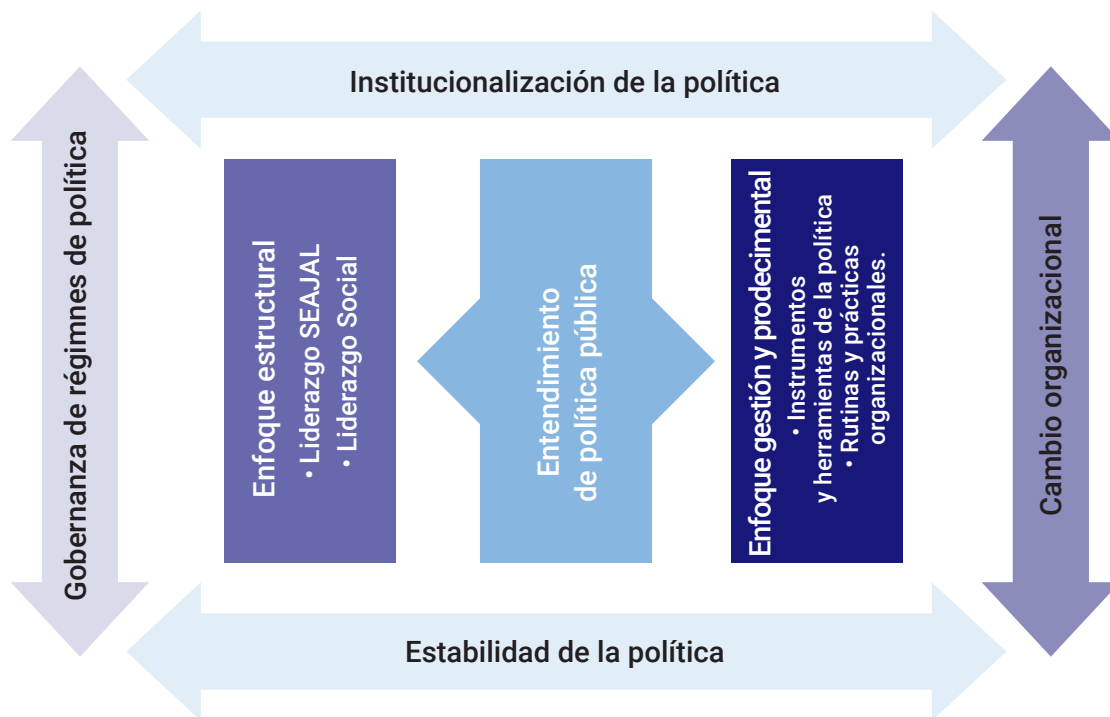 Institucionalización de la política
Gobernanza de régimnes de política
Enfoque estructural
• Liderazgo SEAJAL
• Liderazgo Social
Entendimiento
de política pública
Enfoque gestión y prodecimental
• Instrumentos
y herramientas de la política
• Rutinas y prácticas
organizacionales.
Cambio organizacional
Estabilidad de la política